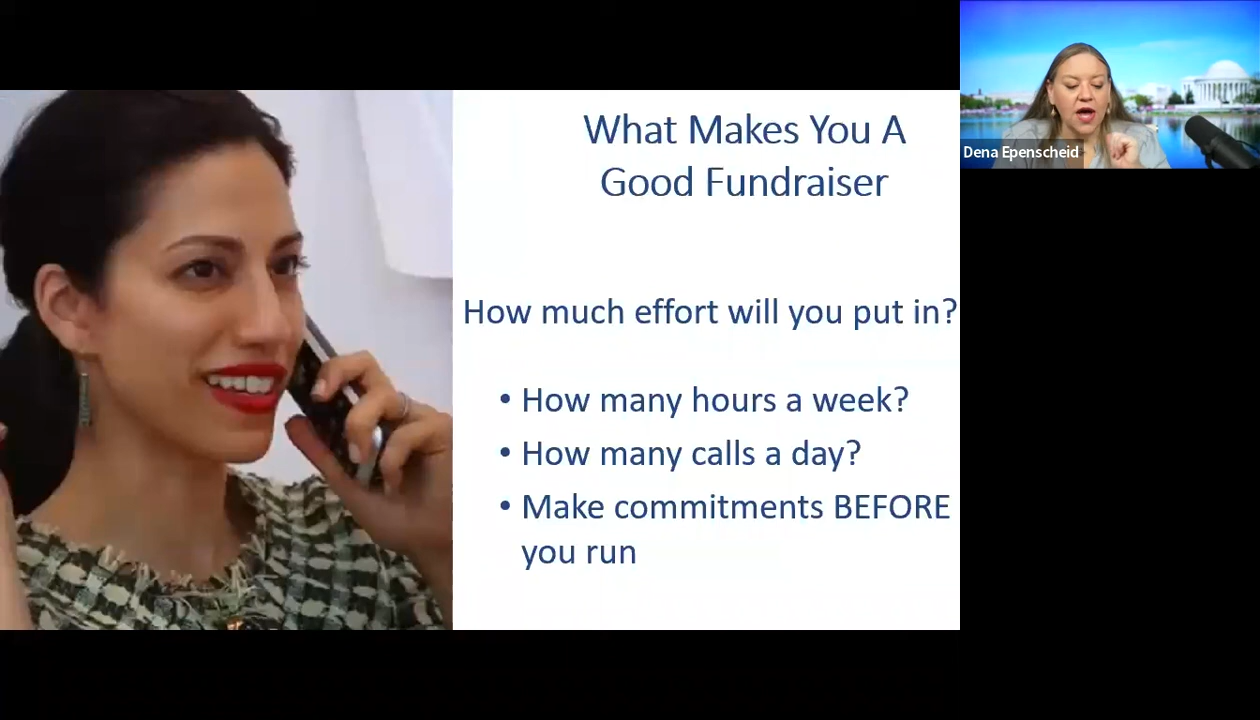 What Makes You A
Good Fundraiser
Dena Epenscheid
How much effort will you put in?
• How many hours a week?
• How many calls a day?
• Make commitments BEFORE
you run